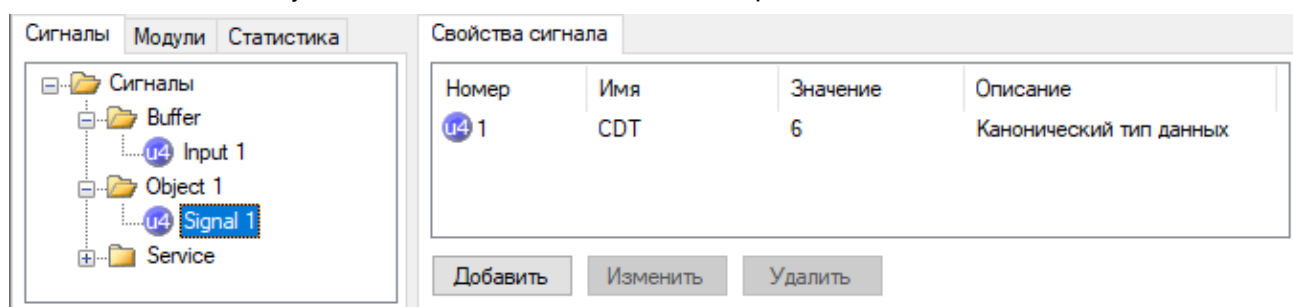 Сигналы Модули Статистика
Сигналы
Buffer
u4 Input 1
Object 1
u4 Signal 1
Service
Свойства сигнала
Номер Имя Значение Описание
u4 1 CDT 6 Канонический тип данных
Добавить Изменить Удалить